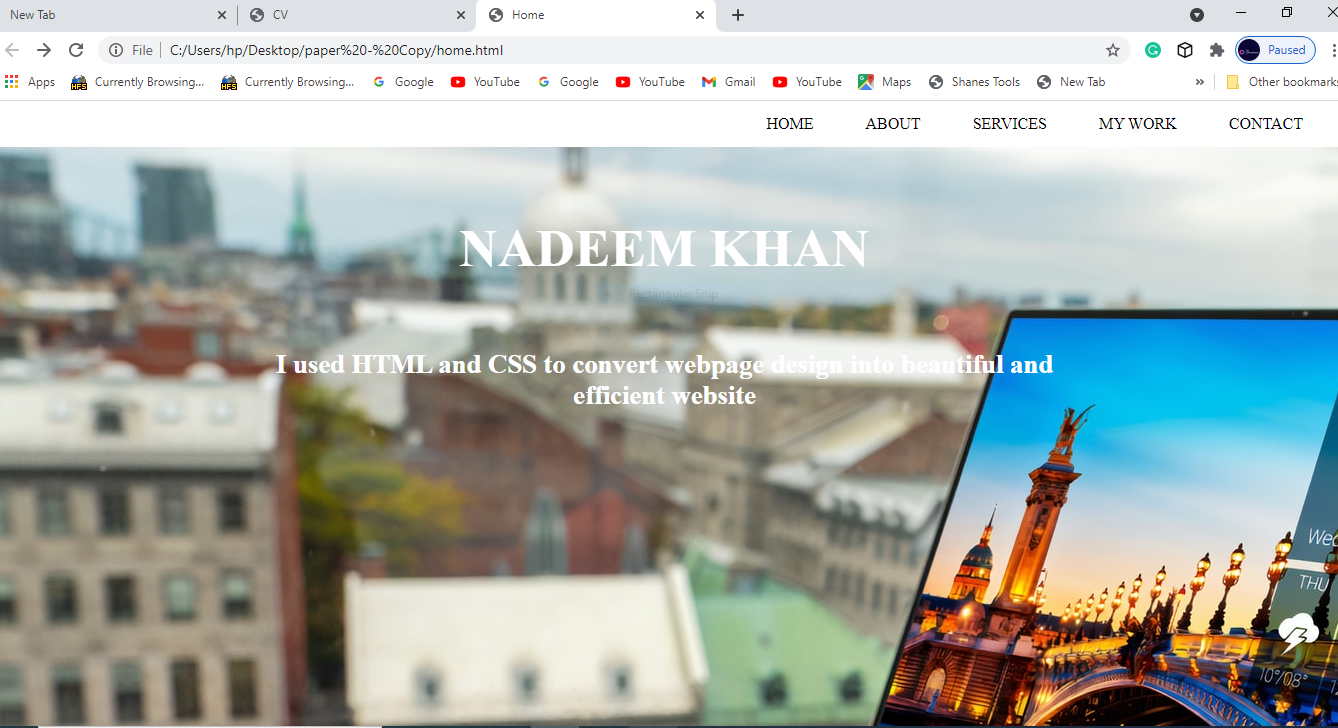 New Tab
CV
Home
File
C:/Users/hp/Desktop/paper%20-%20Copy/home.html
Paused
Apps
Currently Browsing...
Currently Browsing...
Google
YouTube
Google
YouTube
Gmail
YouTube
Maps
Shanes Tools
New Tab
»
Other bookmarks
HOME
ABOUT
SERVICES
MY WORK
CONTACT
NADEEM KHAN
Rectangular Snip
I used HTML and CSS to convert webpage design into beautiful and
efficient website
Wed
THU
10°/08°